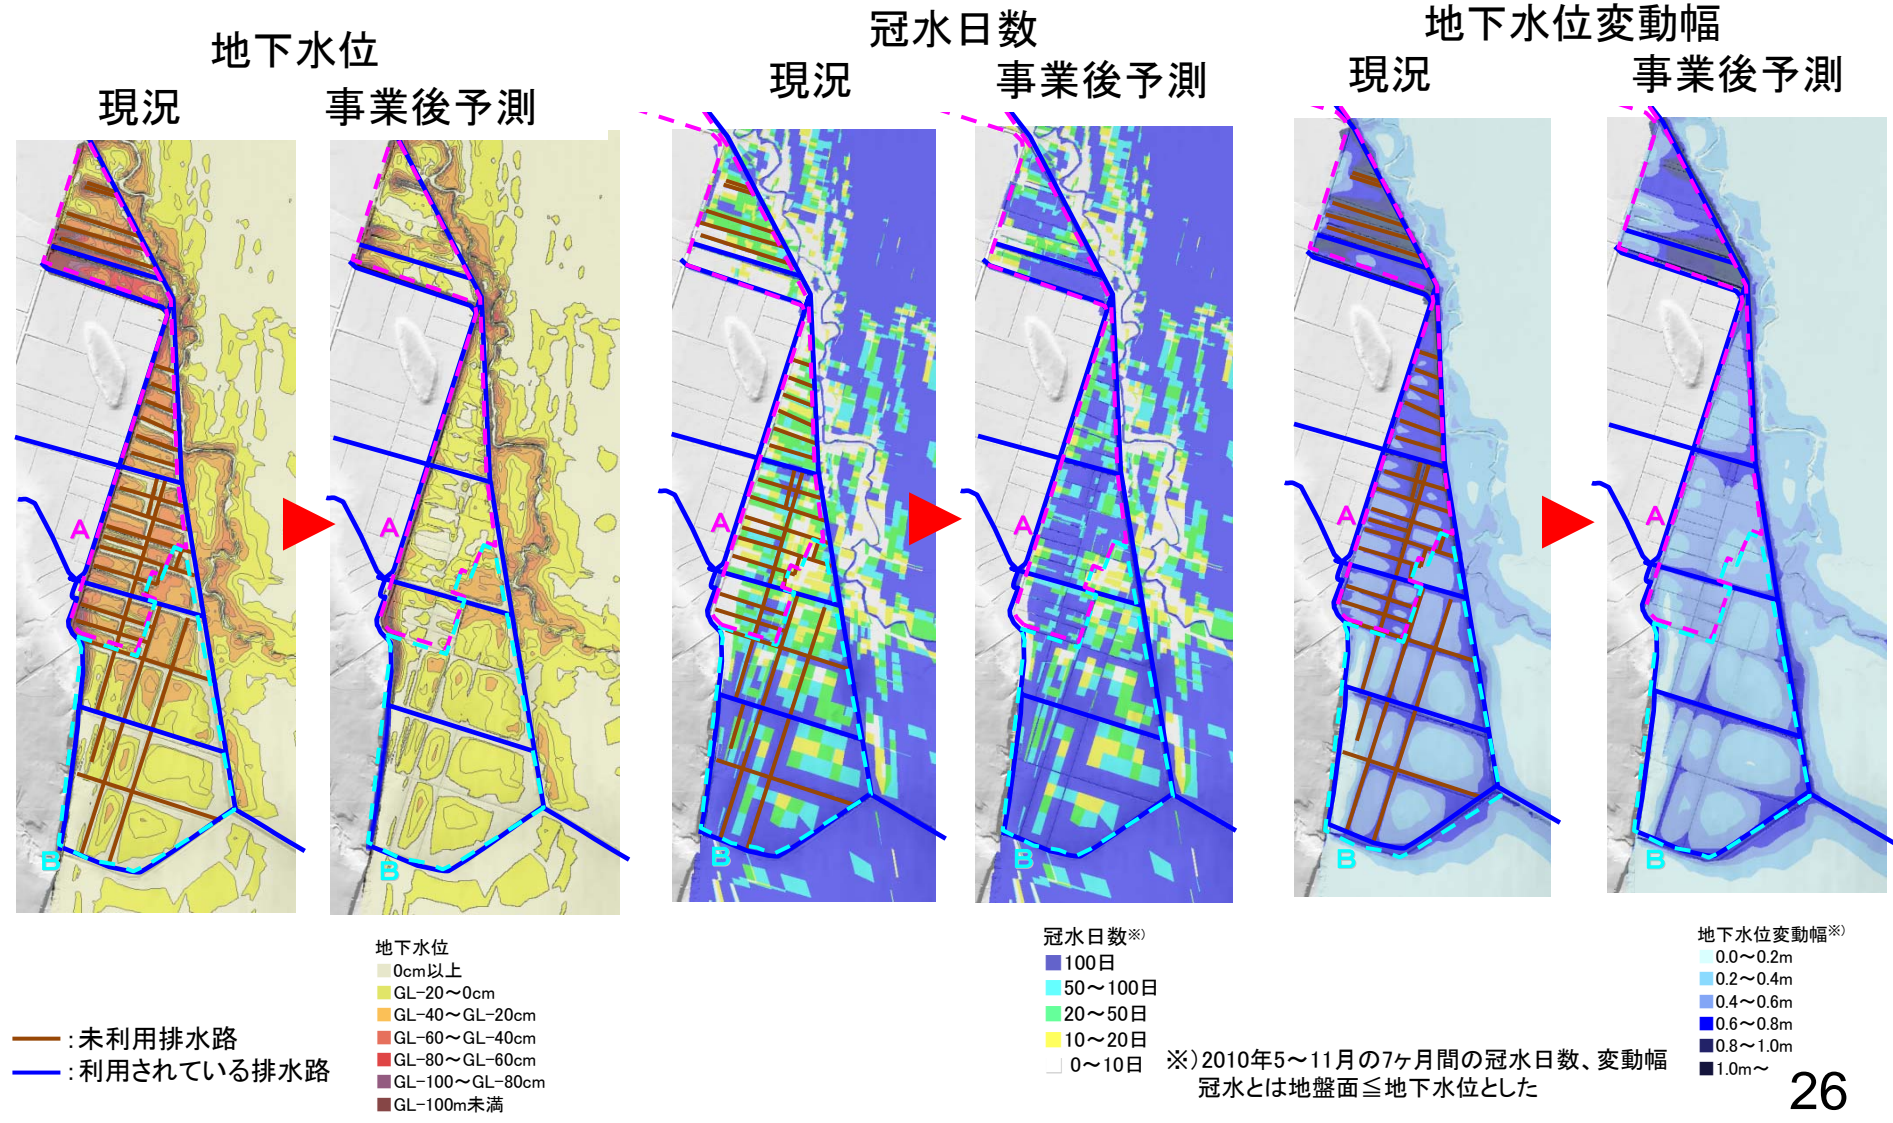 地下水位
現況
事業後予測
冠水日数
現況
事業後予測
地下水位変動幅
現況
事業後予測
A
B
A
B
A
B
A
B
A
B
A
B
地下水位
0cm以上
GL-20～0cm
GL-40～GL-20cm
GL-60～GL-40cm
GL-80～GL-60cm
GL-100～GL-80cm
GL-100m未満
:未利用排水路
:利用されている排水路
冠水日数※)
100日
50～100日
20～50日
10～20日
0～10日
※)2010年5～11月の7ヶ月間の冠水日数、変動幅
冠水とは地盤面≦地下水位とした
地下水位変動幅※)
0.0～0.2m
0.2～0.4m
0.4～0.6m
0.6～0.8m
0.8～1.0m
1.0m～
26